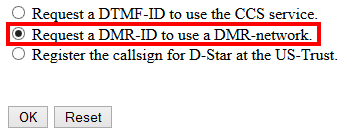 Request a DTMF-ID to use the CCS service.
Request a DMR-ID to use a DMR-network.
Register the callsign for D-Star at the US-Trust.
OK Reset